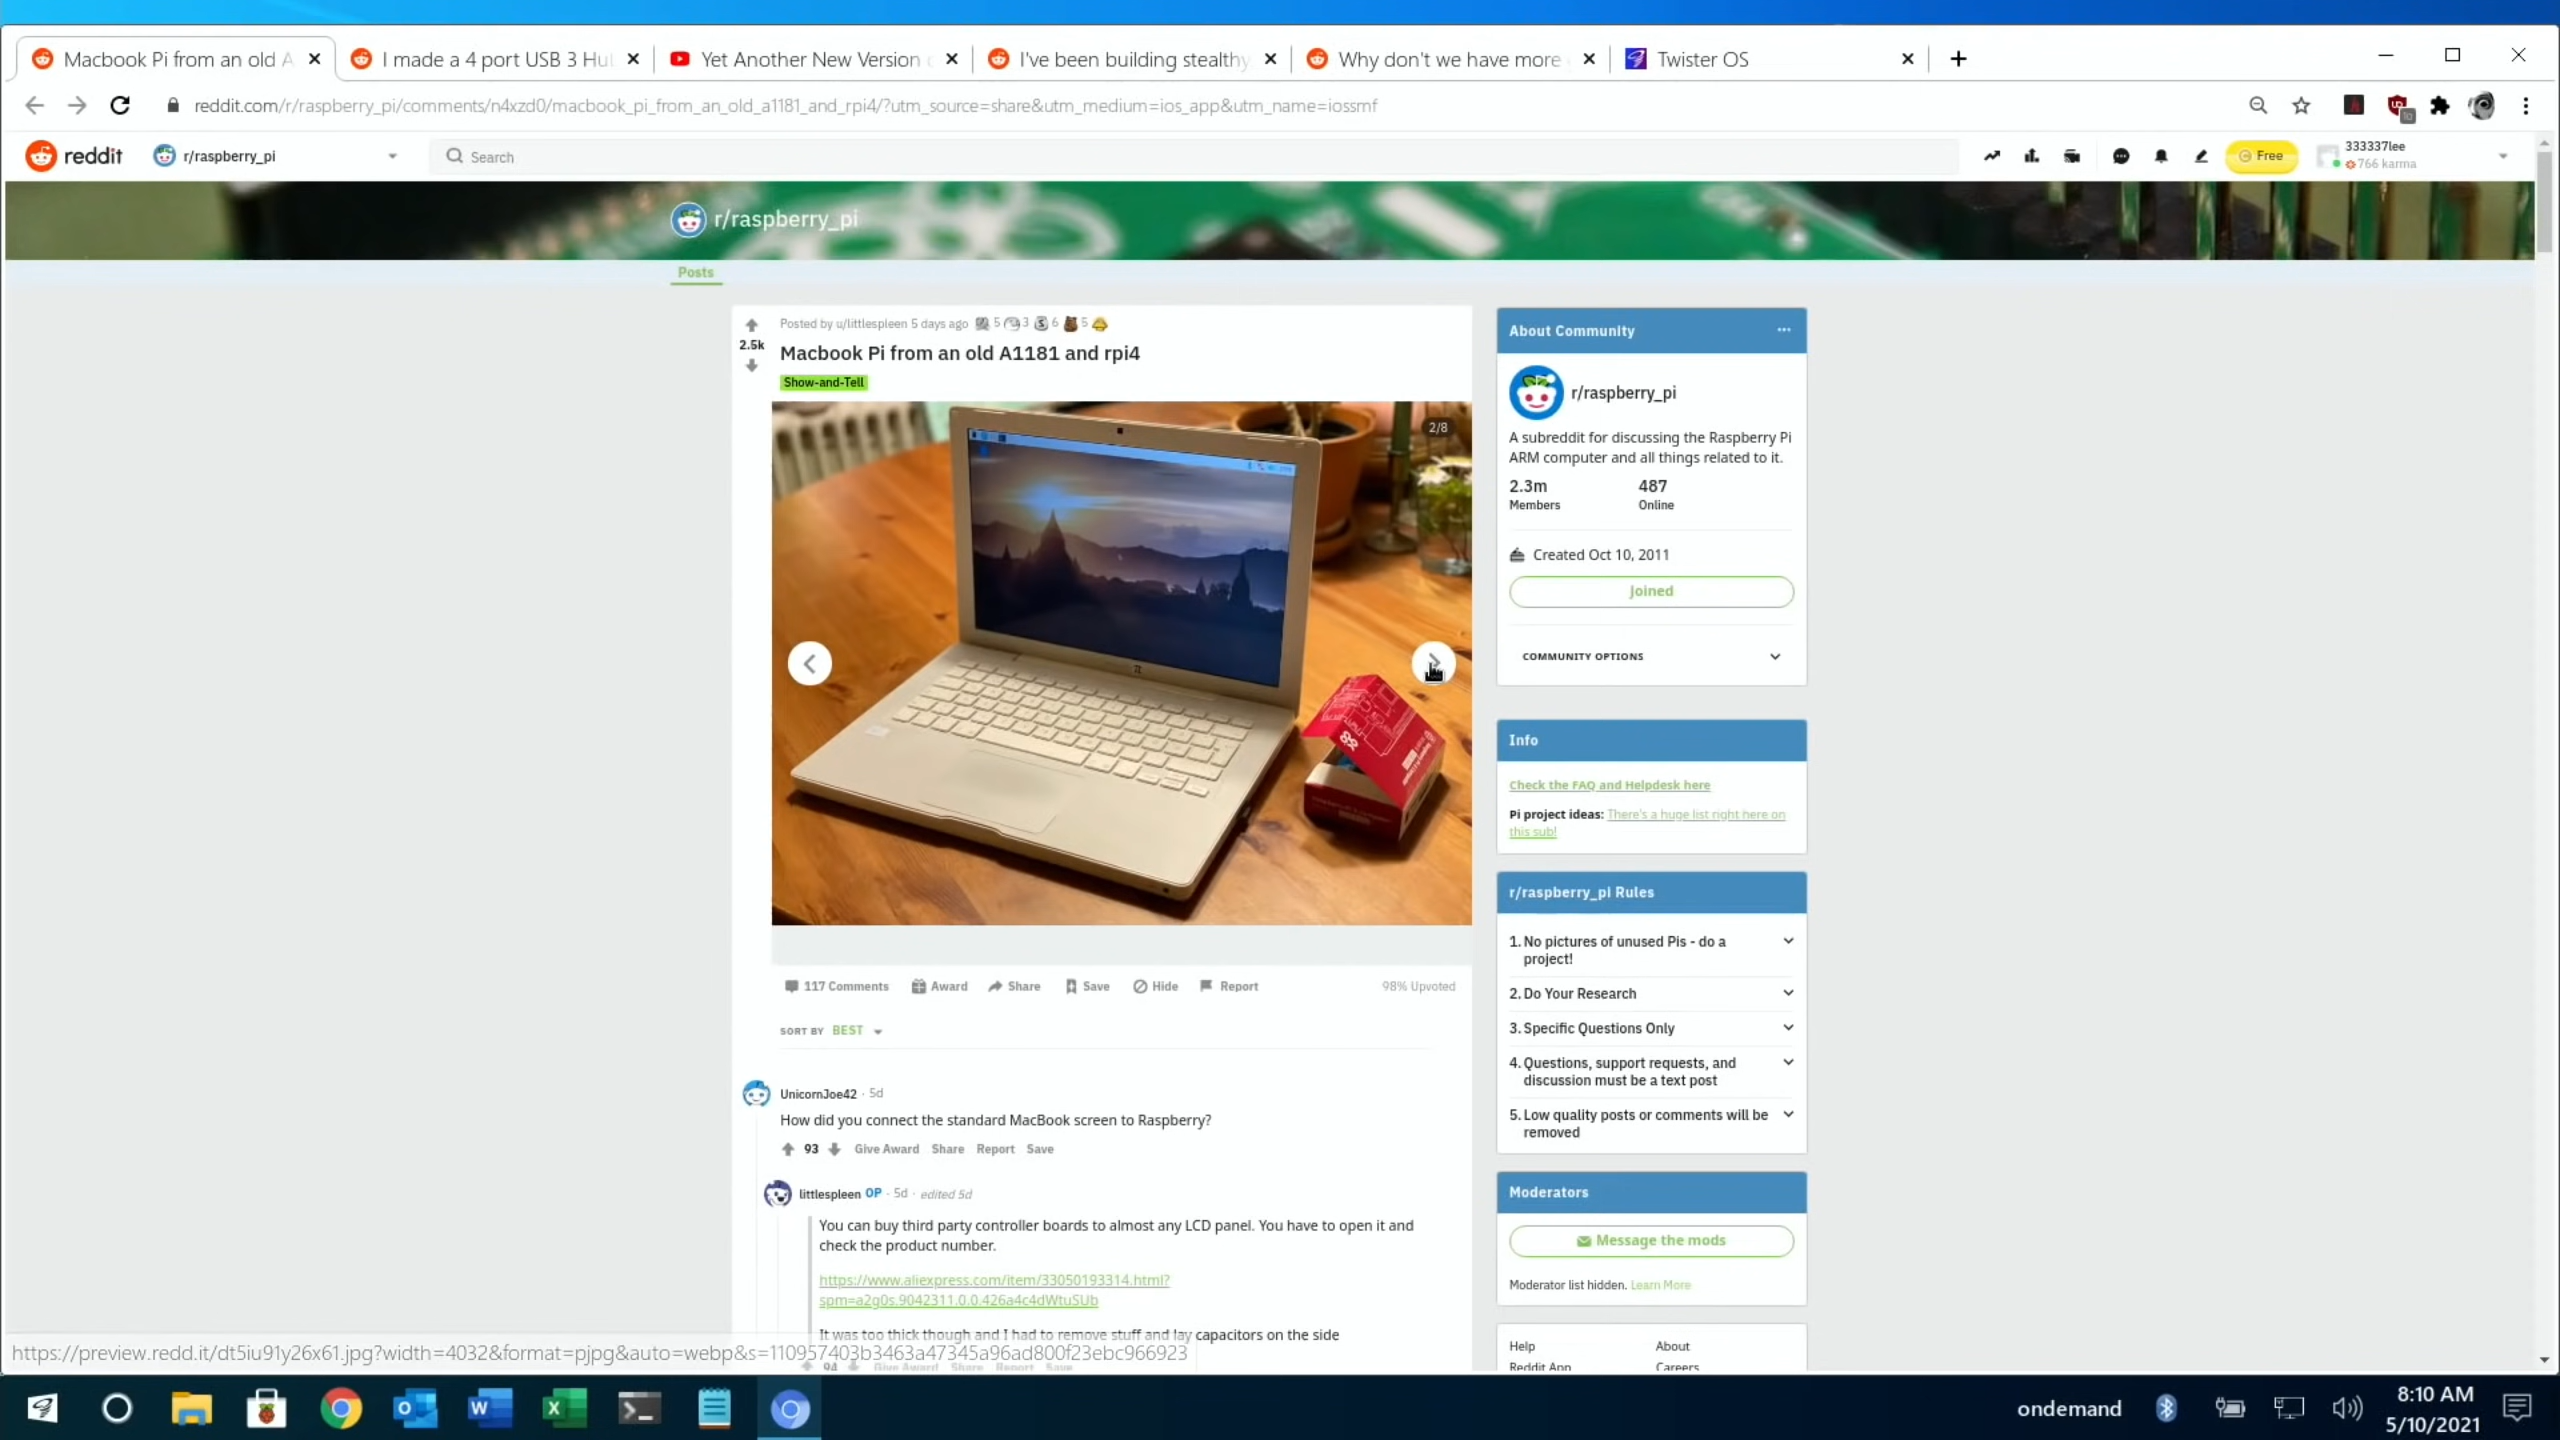 Macbook Pi from an old A
I made a 4 port USB 3 Hu
Yet Another New Version
I've been building stealthy
Why don't we have more
Twister OS
reddit.com/r/raspberry_pi/comments/n4xzd0/macbook_pi_from_an_old_a1181_and_rpi4/?utm_source=share&utm_medium=ios_app&utm_name=iossmf
reddit
r/raspberry_pi
Search
Free
333337lee
766 karma
r/raspberry_pi
Posts
2.5k
Posted by u/littlespleen 5 days ago 5 3 6 5
Macbook Pi from an old A1181 and rpi4
Show-and-Tell
2/8
117 Comments Award Share Save Hide Report 98% Upvoted
SORT BY BEST
UnicornJoe42 · 5d
How did you connect the standard MacBook screen to Raspberry?
93 Give Award Share Report Save
littlespleen OP · 5d · edited 5d
You can buy third party controller boards to almost any LCD panel. You have to open it and
check the product number.
https://www.aliexpress.com/item/33050193314.html?
spm=a2g0s.9042311.0.0.426a4c4dWtuSUb
It was too thick though and I had to remove stuff and lay capacitors on the side
94 Give Award Share Report Save
About Community
r/raspberry_pi
A subreddit for discussing the Raspberry Pi
ARM computer and all things related to it.
2.3m 487
Members Online
Created Oct 10, 2011
Joined
COMMUNITY OPTIONS
Info
Check the FAQ and Helpdesk here
Pi project ideas: There's a huge list right here on
this sub!
r/raspberry_pi Rules
1. No pictures of unused Pis - do a
project!
2. Do Your Research
3. Specific Questions Only
4. Questions, support requests, and
discussion must be a text post
5. Low quality posts or comments will be
removed
Moderators
Message the mods
Moderator list hidden. Learn More
Help About
Reddit App Careers
https://preview.redd.it/dt5iu91y26x61.jpg?width=4032&format=pjpg&auto=webp&s=110957403b3463a47345a96ad800f23ebc966923
ondemand
8:10 AM
5/10/2021